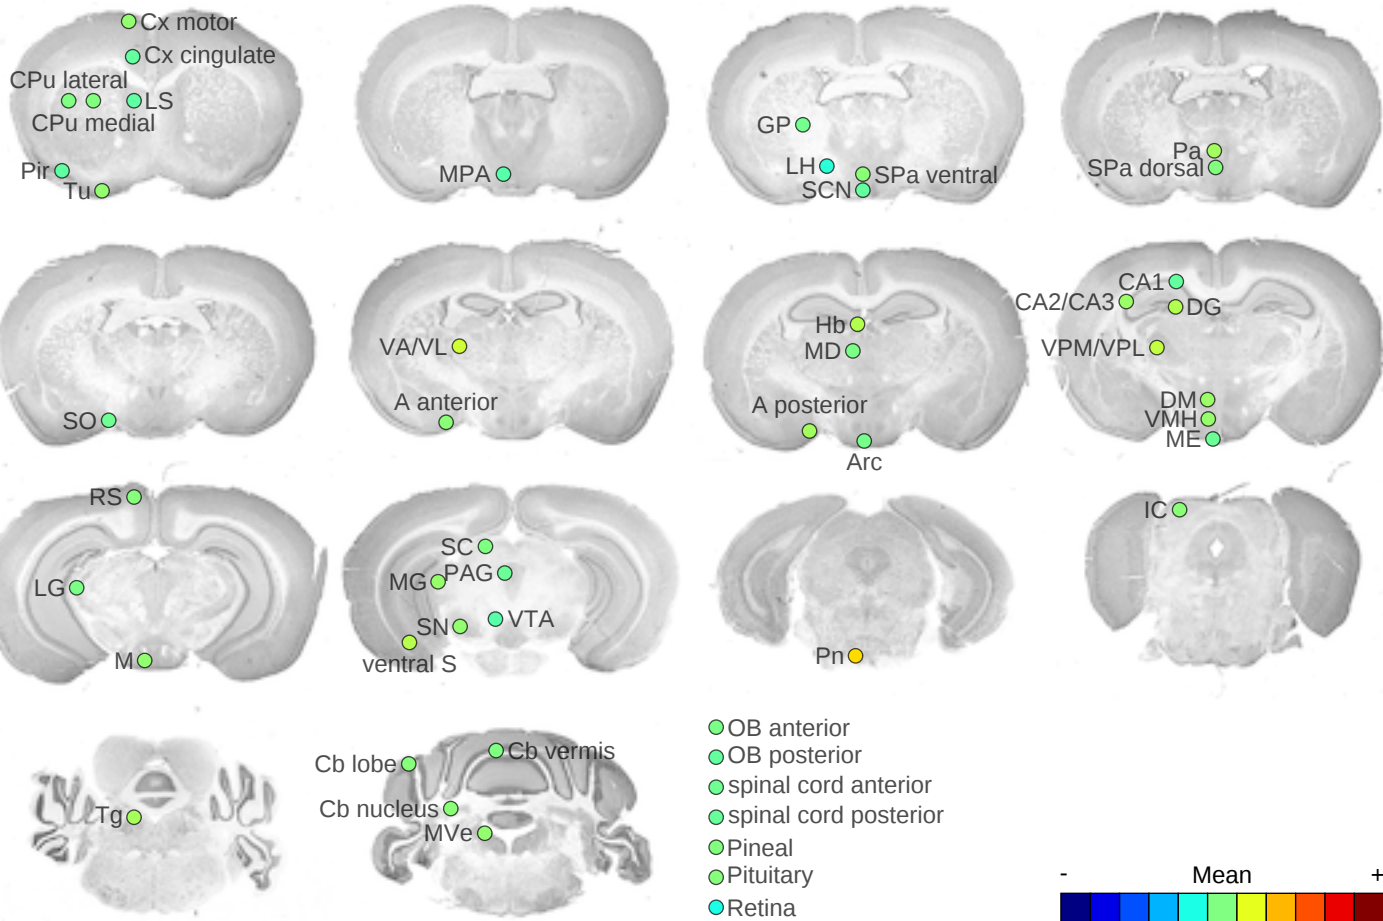 Cx motor
Cx cingulate
CPu lateral
LS
CPu medial
Pir
Tu
MPA
GP
LH
SPa ventral
SCN
Pa
SPa dorsal
SO
VA/VL
A anterior
Hb
MD
A posterior
Arc
CA1
CA2/CA3
DG
VPM/VPL
DM
VMH
ME
RS
LG
M
SC
PAG
MG
SN
VTA
ventral S
Pn
IC
Tg
Cb vermis
Cb lobe
Cb nucleus
MVe
OB anterior
OB posterior
spinal cord anterior
spinal cord posterior
Pineal
Pituitary
Retina
- Mean +